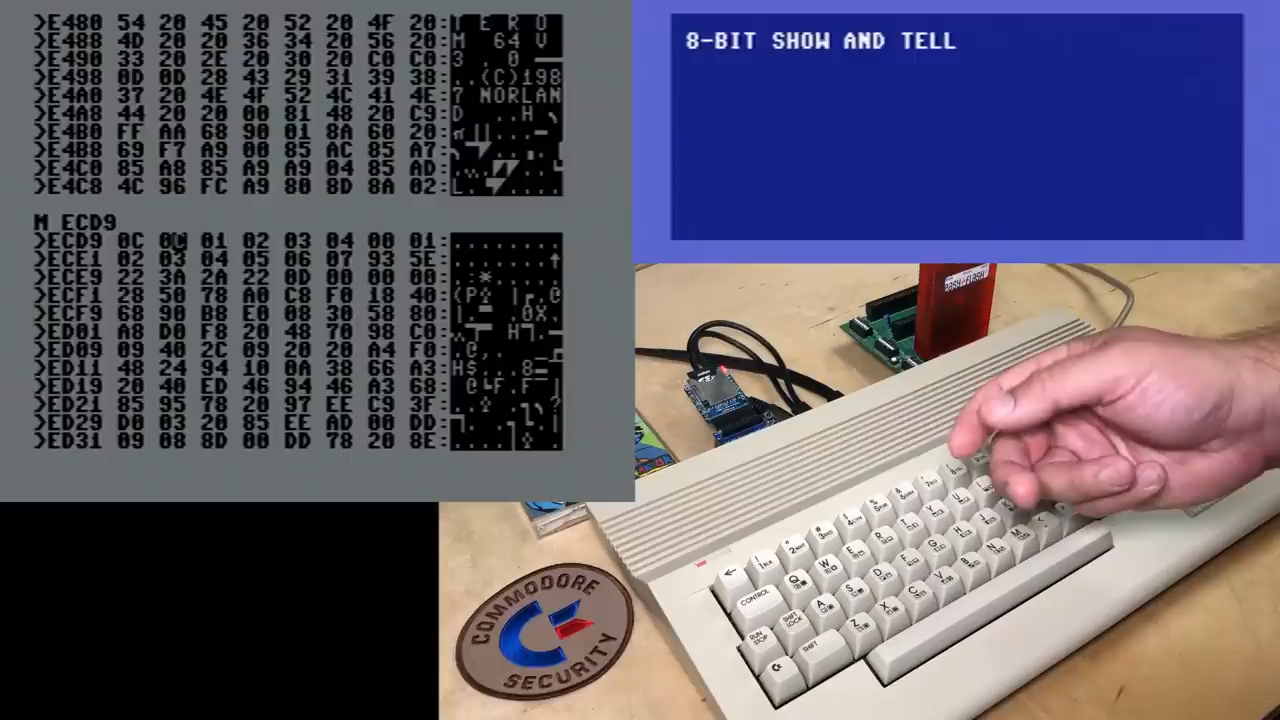 >E480 54 20 45 20 52 20 4F 20:T E R O
>E488 4D 20 20 36 34 20 56 20:M  64 V
>E490 33 20 2E 20 30 20 C0 C0:3 . 0
>E498 0D 0D 28 43 29 31 39 38:..(C)198
>E4A0 37 20 4E 4F 52 4C 41 4E:7 NORLAN
>E4A8 44 20 20 00 81 48 20 C9:D  ..H
>E4B0 FF AA 68 90 01 8A 60 20:
>E4B8 69 F7 A9 00 85 AC 85 A7:
>E4C0 85 A8 85 A9 A9 04 85 AD:
>E4C8 4C 96 FC A9 80 8D 8A 02:L
M ECD9
>ECD9 0C 0C 01 02 03 04 00 01:........
>ECE1 02 03 04 05 06 07 93 5E:.......↑
>ECE9 22 3A 2A 22 0D 00 00 00:
>ECF1 28 50 78 A0 C8 F0 18 40:
>ECF9 68 90 B8 E0 08 30 58 80:
>ED01 A8 D0 F8 20 48 70 98 C0:
>ED09 09 40 2C 09 20 20 A4 F0:
>ED11 48 24 94 10 0A 38 66 A3:
>ED19 20 40 ED 46 94 46 A3 68:
>ED21 85 95 78 20 97 EE C9 3F:
>ED29 D0 03 20 85 EE AD 00 DD:
>ED31 09 08 8D 00 DD 78 20 8E:
8-BIT SHOW AND TELL
COMMODORE
SECURITY
CONTROL
Q W E R T Y U I
RUN STOP
SHIFT LOCK
A S D F G H J
SHIFT
Z X C V B N M